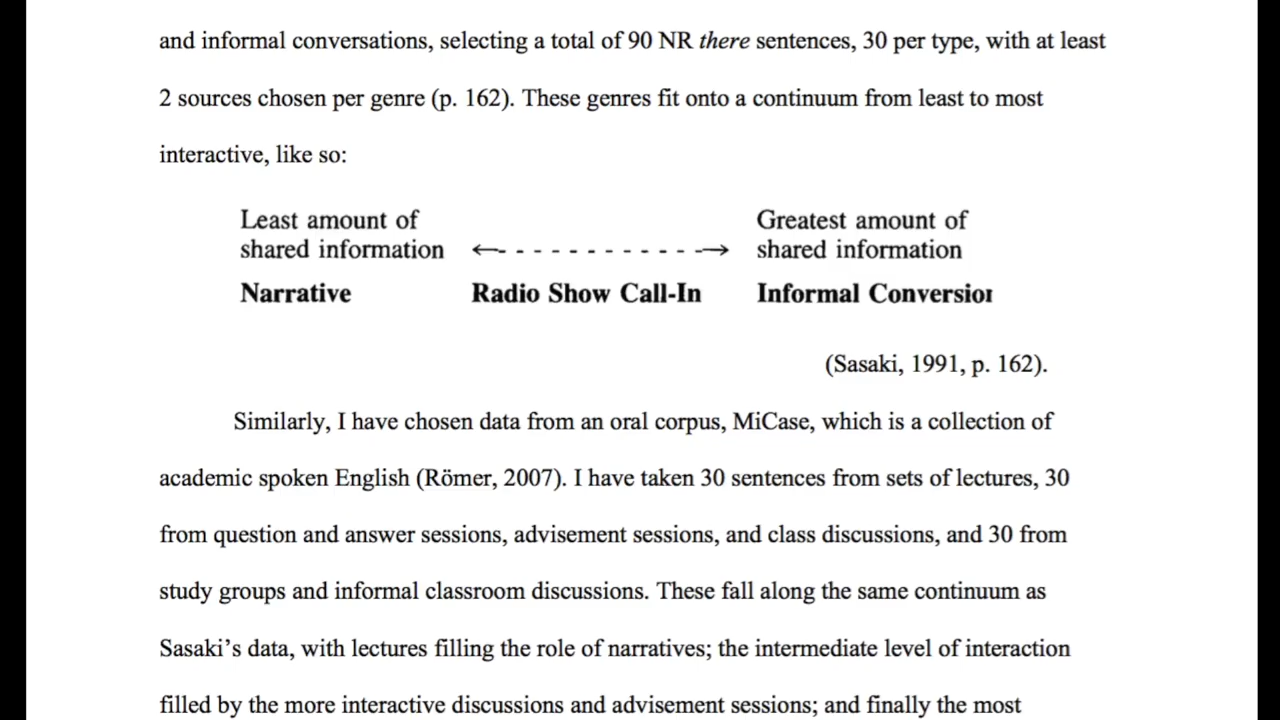 and informal conversations, selecting a total of 90 NR there sentences, 30 per type, with at least
2 sources chosen per genre (p. 162). These genres fit onto a continuum from least to most
interactive, like so:
Least amount of Greatest amount of
shared information ←- - - - - - - - - - - -→ shared information
Narrative Radio Show Call-In Informal Conversion
(Sasaki, 1991, p. 162).
Similarly, I have chosen data from an oral corpus, MiCase, which is a collection of
academic spoken English (Römer, 2007). I have taken 30 sentences from sets of lectures, 30
from question and answer sessions, advisement sessions, and class discussions, and 30 from
study groups and informal classroom discussions. These fall along the same continuum as
Sasaki’s data, with lectures filling the role of narratives; the intermediate level of interaction
filled by the more interactive discussions and advisement sessions; and finally the most